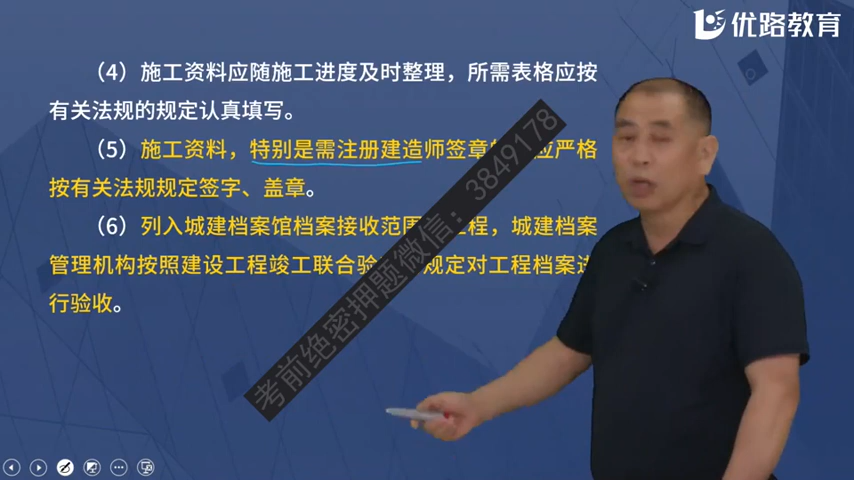 优路教育
（4）施工资料应随施工进度及时整理，所需表格应按
有关法规的规定认真填写。
（5）施工资料，特别是需注册建造师签章的，应严格
按有关法规规定签字、盖章。
（6）列入城建档案馆档案接收范围的工程，城建档案
管理机构按照建设工程竣工联合验收的规定对工程档案进
行验收。
考前绝密押题微信：3849178